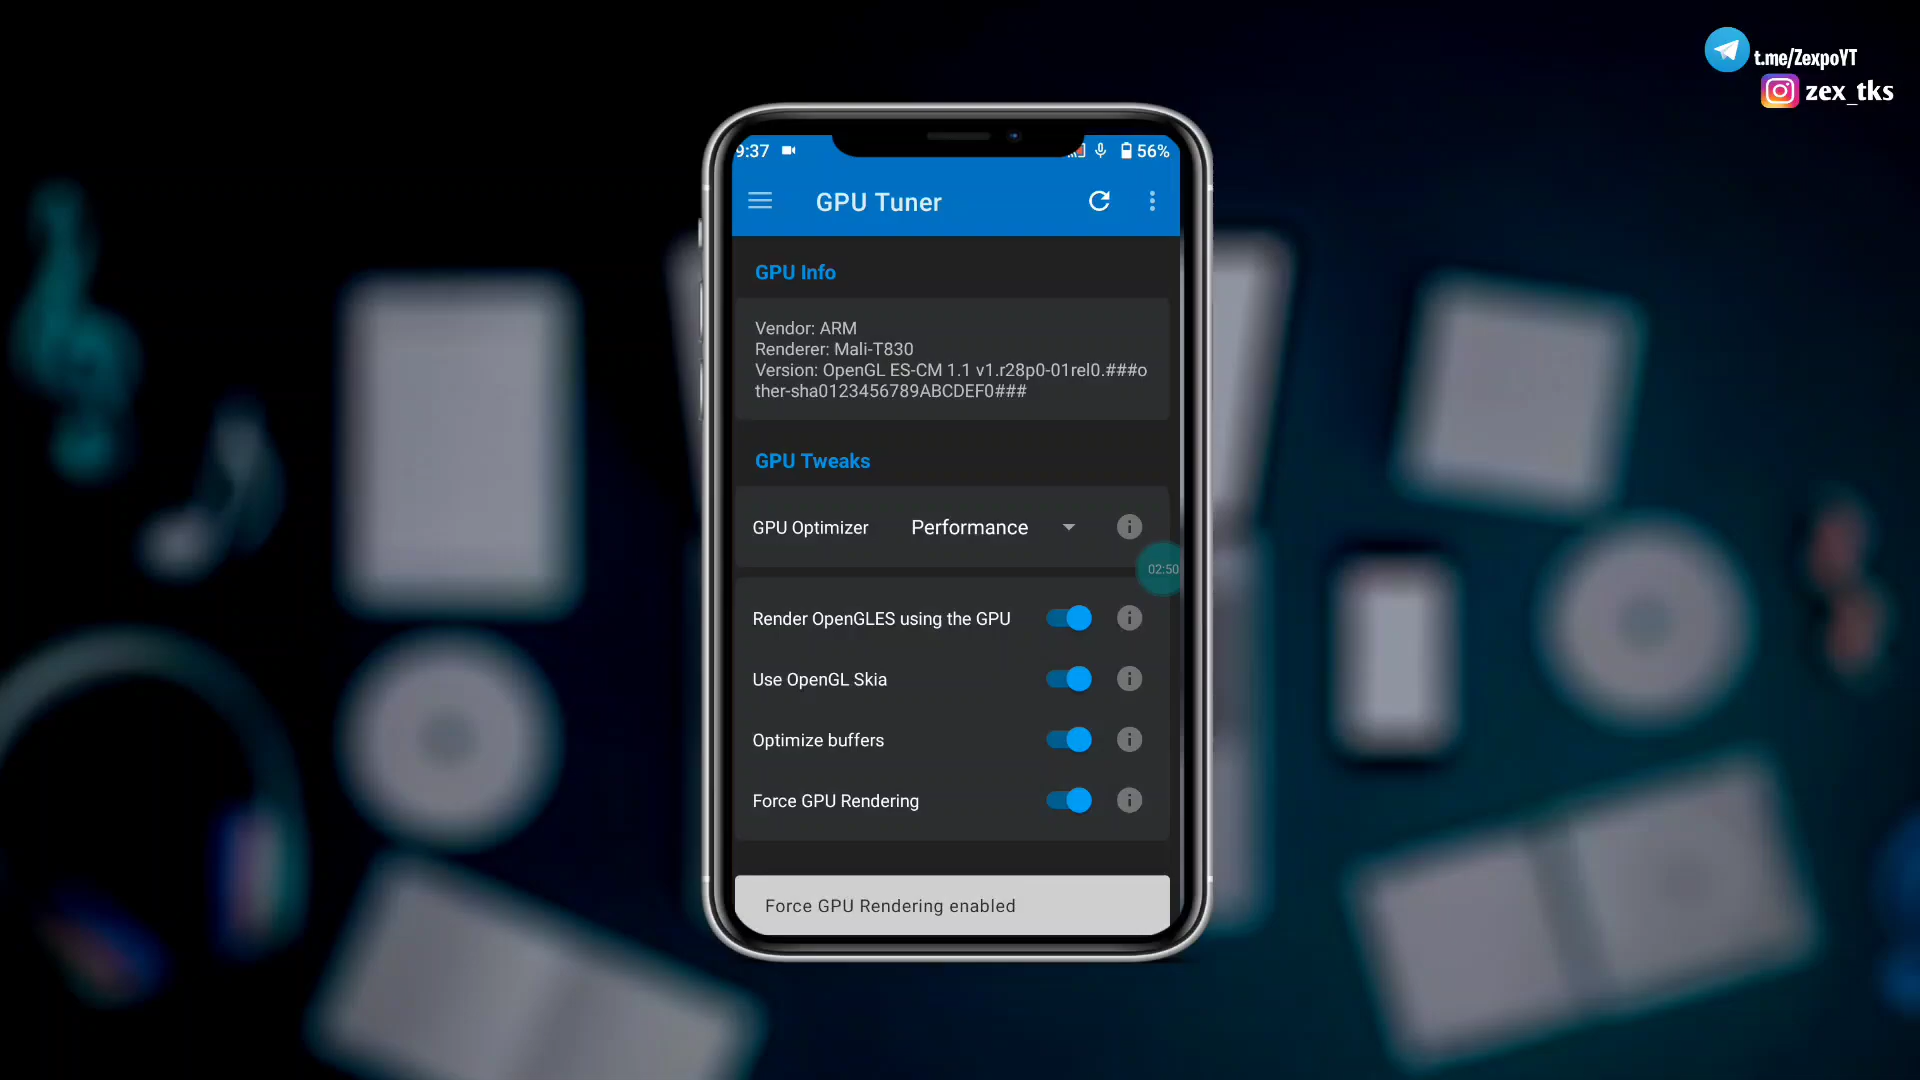 t.me/ZexpoYT
zex_tks
9:37
56%
GPU Tuner
GPU Info
Vendor: ARM
Renderer: Mali-T830
Version: OpenGL ES-CM 1.1 v1.r28p0-01rel0.###o
ther-sha0123456789ABCDEF0###
GPU Tweaks
GPU Optimizer Performance
02:50
Render OpenGLES using the GPU
Use OpenGL Skia
Optimize buffers
Force GPU Rendering
Force GPU Rendering enabled